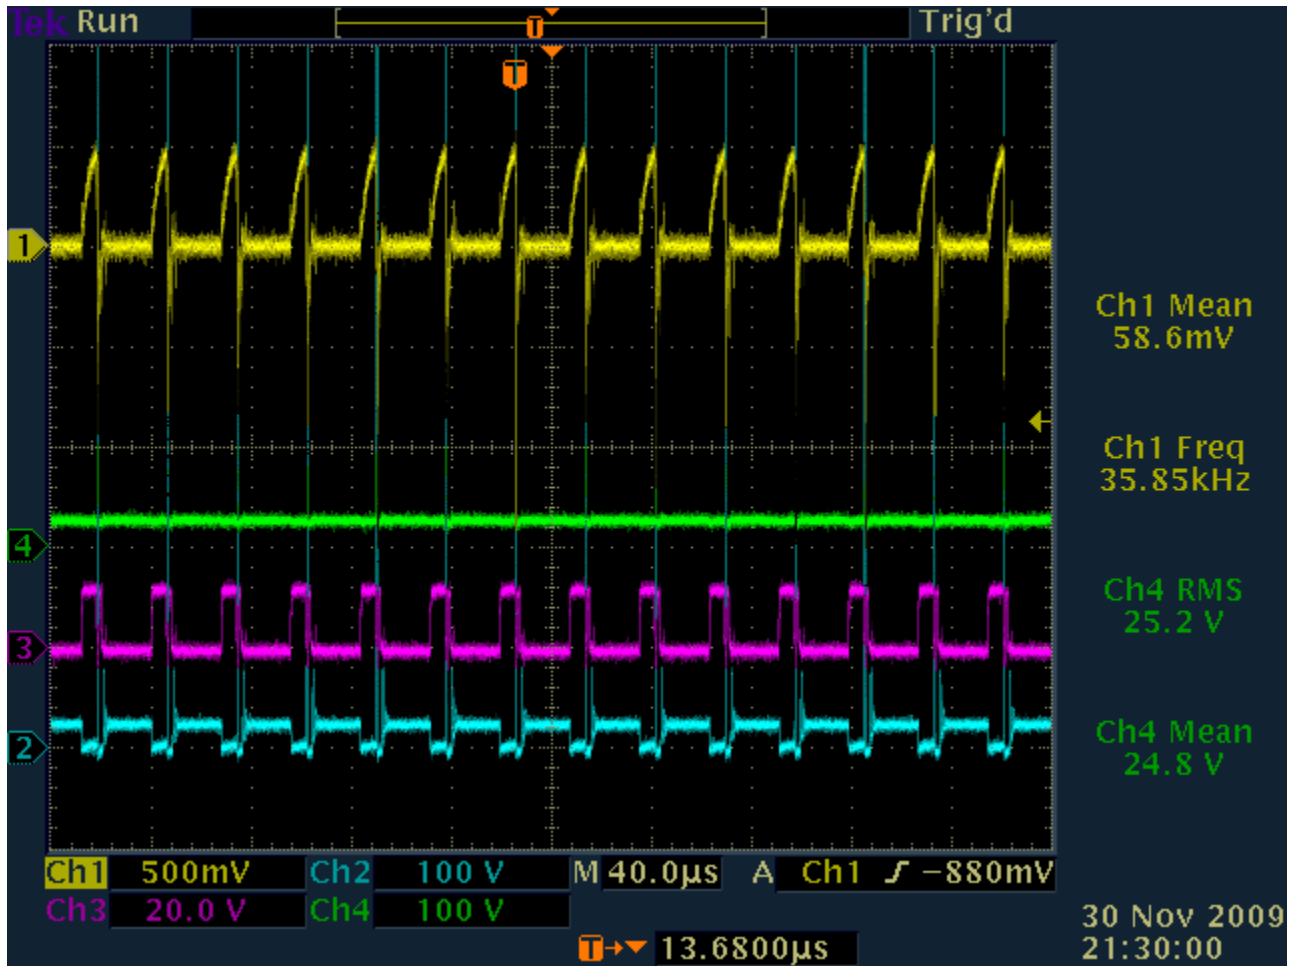 Tek Run Trig'd
T
T
1
Ch1 Mean
58.6mV
Ch1 Freq
35.85kHz
4
Ch4 RMS
25.2 V
3
Ch4 Mean
24.8 V
2
Ch1 500mV Ch2 100 V M 40.0µs A Ch1 -880mV
Ch3 20.0 V Ch4 100 V
30 Nov 2009
T 13.6800µs
21:30:00